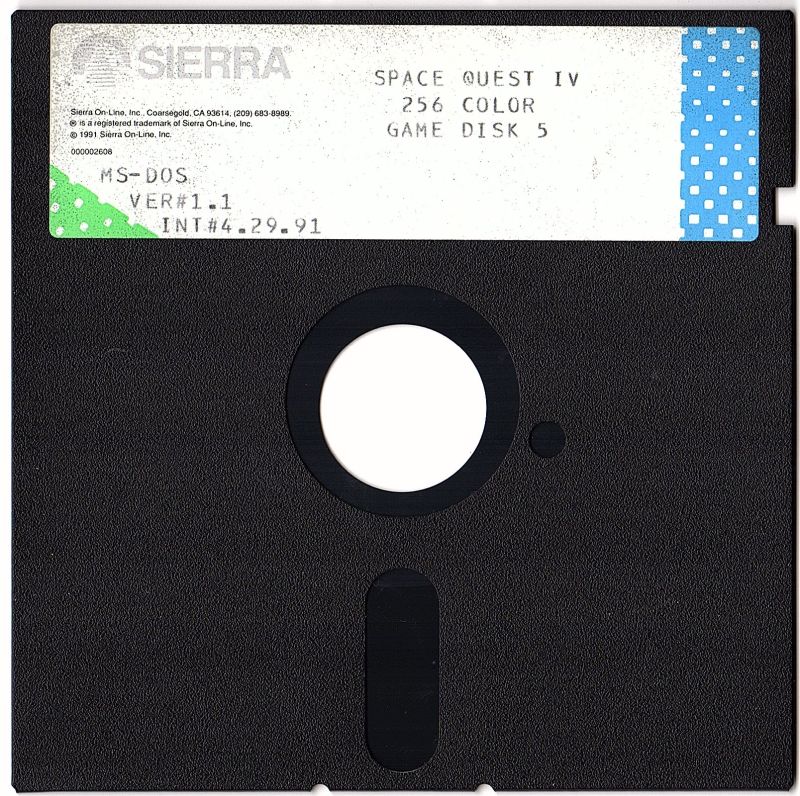 SIERRA®
SPACE QUEST IV
256 COLOR
GAME DISK 5
Sierra On-Line, Inc., Coarsegold, CA 93614, (209) 683-8989.
® is a registered trademark of Sierra On-Line, Inc.
© 1991 Sierra On-Line, Inc.
000002608
MS-DOS
VER#1.1
INT#4.29.91